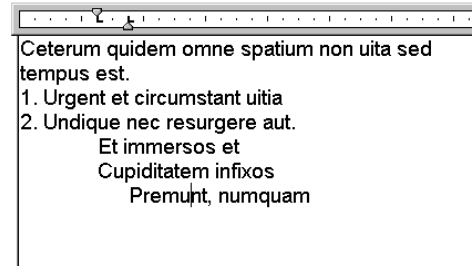 Ceterum quidem omne spatium non uita sed
tempus est.
1. Urgent et circumstant uitia
2. Undique nec resurgere aut.
Et immersos et
Cupiditatem infixos
Premunt, numquam